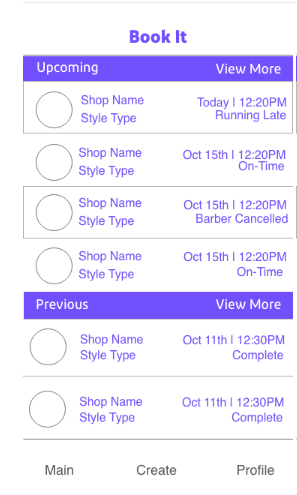 Book It
Upcoming View More
Shop Name Today | 12:20PM
Style Type Running Late
Shop Name Oct 15th | 12:20PM
Style Type On-Time
Shop Name Oct 15th | 12:20PM
Style Type Barber Cancelled
Shop Name Oct 15th | 12:20PM
Style Type On-Time
Previous View More
Shop Name Oct 11th | 12:30PM
Style Type Complete
Shop Name Oct 11th | 12:30PM
Style Type Complete
Main Create Profile